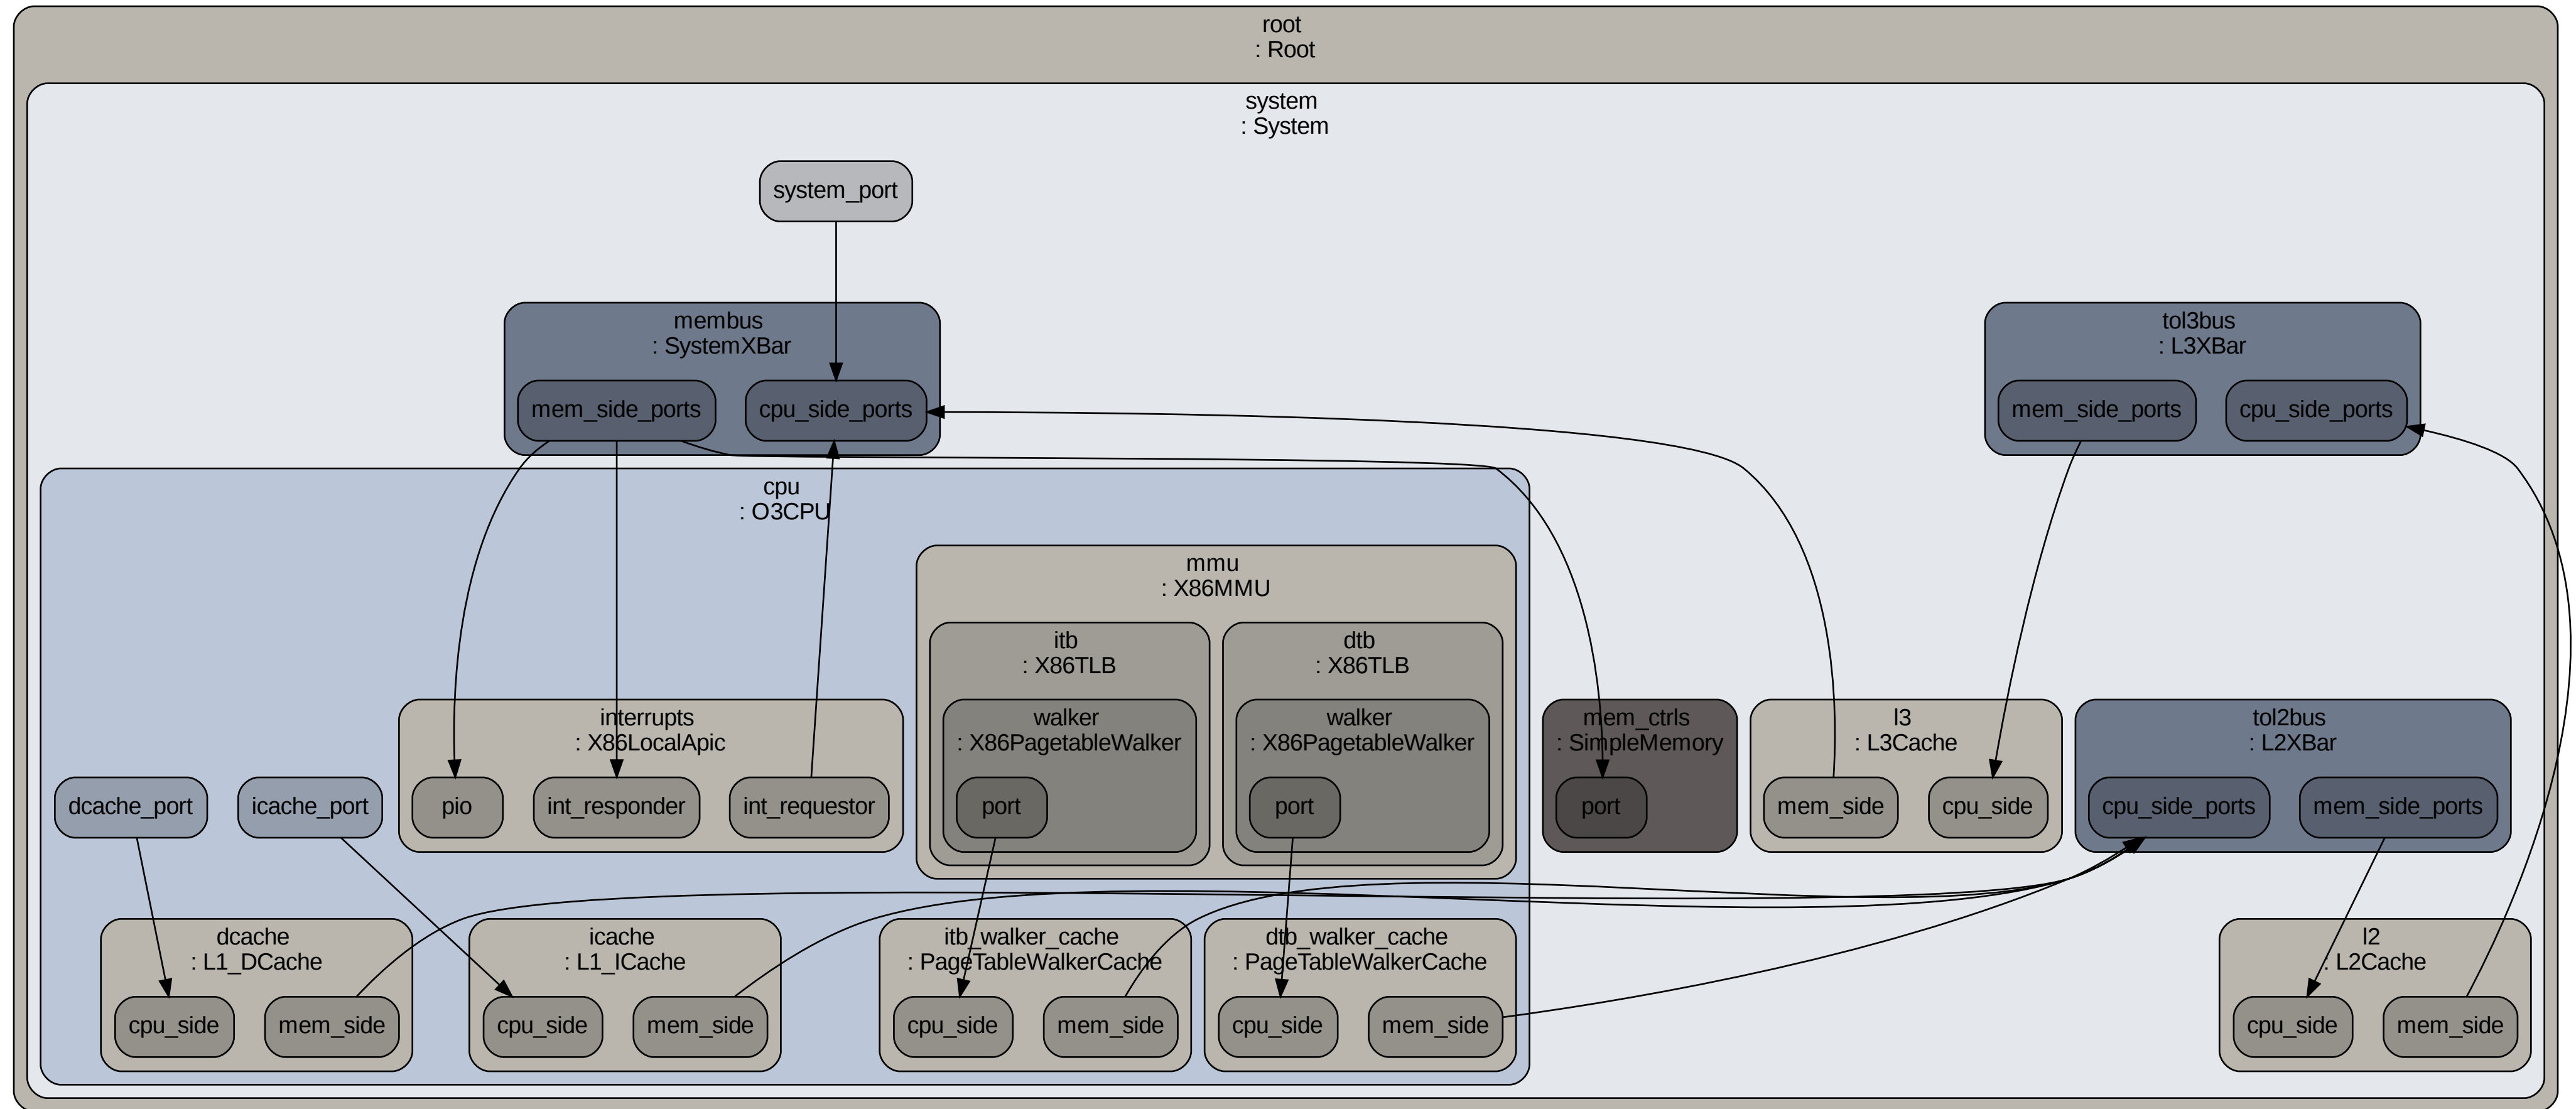 root
: Root
system
: System
system_port
membus
: SystemXBar
mem_side_ports
cpu_side_ports
tol3bus
: L3XBar
mem_side_ports
cpu_side_ports
cpu
: O3CPU
mmu
: X86MMU
itb
: X86TLB
walker
: X86PagetableWalker
port
dtb
: X86TLB
walker
: X86PagetableWalker
port
interrupts
: X86LocalApic
pio
int_responder
int_requestor
dcache_port
icache_port
mem_ctrls
: SimpleMemory
port
l3
: L3Cache
mem_side
cpu_side
tol2bus
: L2XBar
cpu_side_ports
mem_side_ports
dcache
: L1_DCache
cpu_side
mem_side
icache
: L1_ICache
cpu_side
mem_side
itb_walker_cache
: PageTableWalkerCache
cpu_side
mem_side
dtb_walker_cache
: PageTableWalkerCache
cpu_side
mem_side
l2
: L2Cache
cpu_side
mem_side